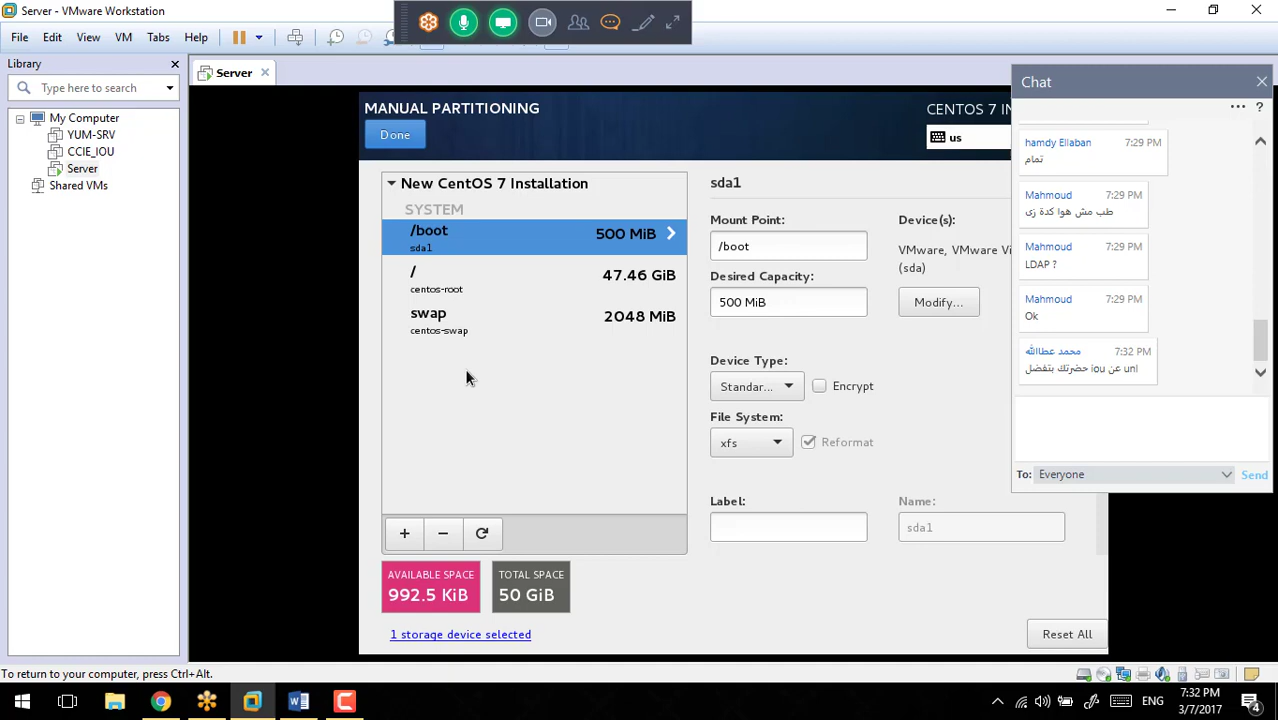 Server - VMware Workstation
File Edit View VM Tabs Help
Library
Type here to search
My Computer
YUM-SRV
CCIE_IOU
Server
Shared VMs
Server
MANUAL PARTITIONING
Done
CENTOS 7 IN
us
New CentOS 7 Installation
SYSTEM
/boot 500 MiB
sda1
/ 47.46 GiB
centos-root
swap 2048 MiB
centos-swap
+ −
AVAILABLE SPACE
992.5 KiB
TOTAL SPACE
50 GiB
1 storage device selected
sda1
Mount Point:
/boot
Desired Capacity:
500 MiB
Device(s):
VMware, VMware Vi
(sda)
Modify...
Device Type:
Standar...
Encrypt
File System:
xfs
Reformat
Label:
Name:
sda1
Reset All
Chat
... ?
hamdy Ellaban 7:29 PM
تمام
Mahmoud 7:29 PM
طب مش هوا كدة زى
Mahmoud 7:29 PM
LDAP ?
Mahmoud 7:29 PM
Ok
محمد عطاالله 7:32 PM
حضرتك بتفضل iou عن unl
To: Everyone
Send
To return to your computer, press Ctrl+Alt.
ENG
7:32 PM
3/7/2017
4